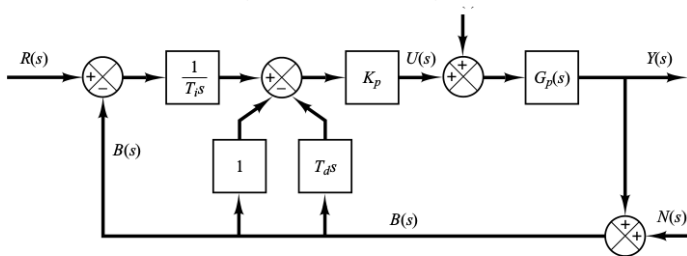 R(s)
+
−
1
T_i s
+
−
K_p
U(s)
+
+
G_p(s)
Y(s)
B(s)
1
T_d s
B(s)
+
+
N(s)